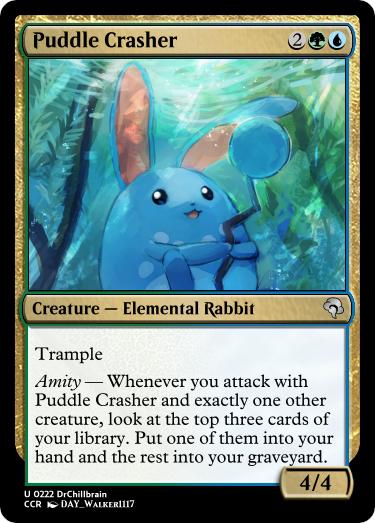 Puddle Crasher 2
Creature — Elemental Rabbit
Trample
Amity — Whenever you attack with
Puddle Crasher and exactly one other
creature, look at the top three cards of
your library. Put one of them into your
hand and the rest into your graveyard.
4/4
U 0222 DrChillbrain
CCR DAY_Walker1117